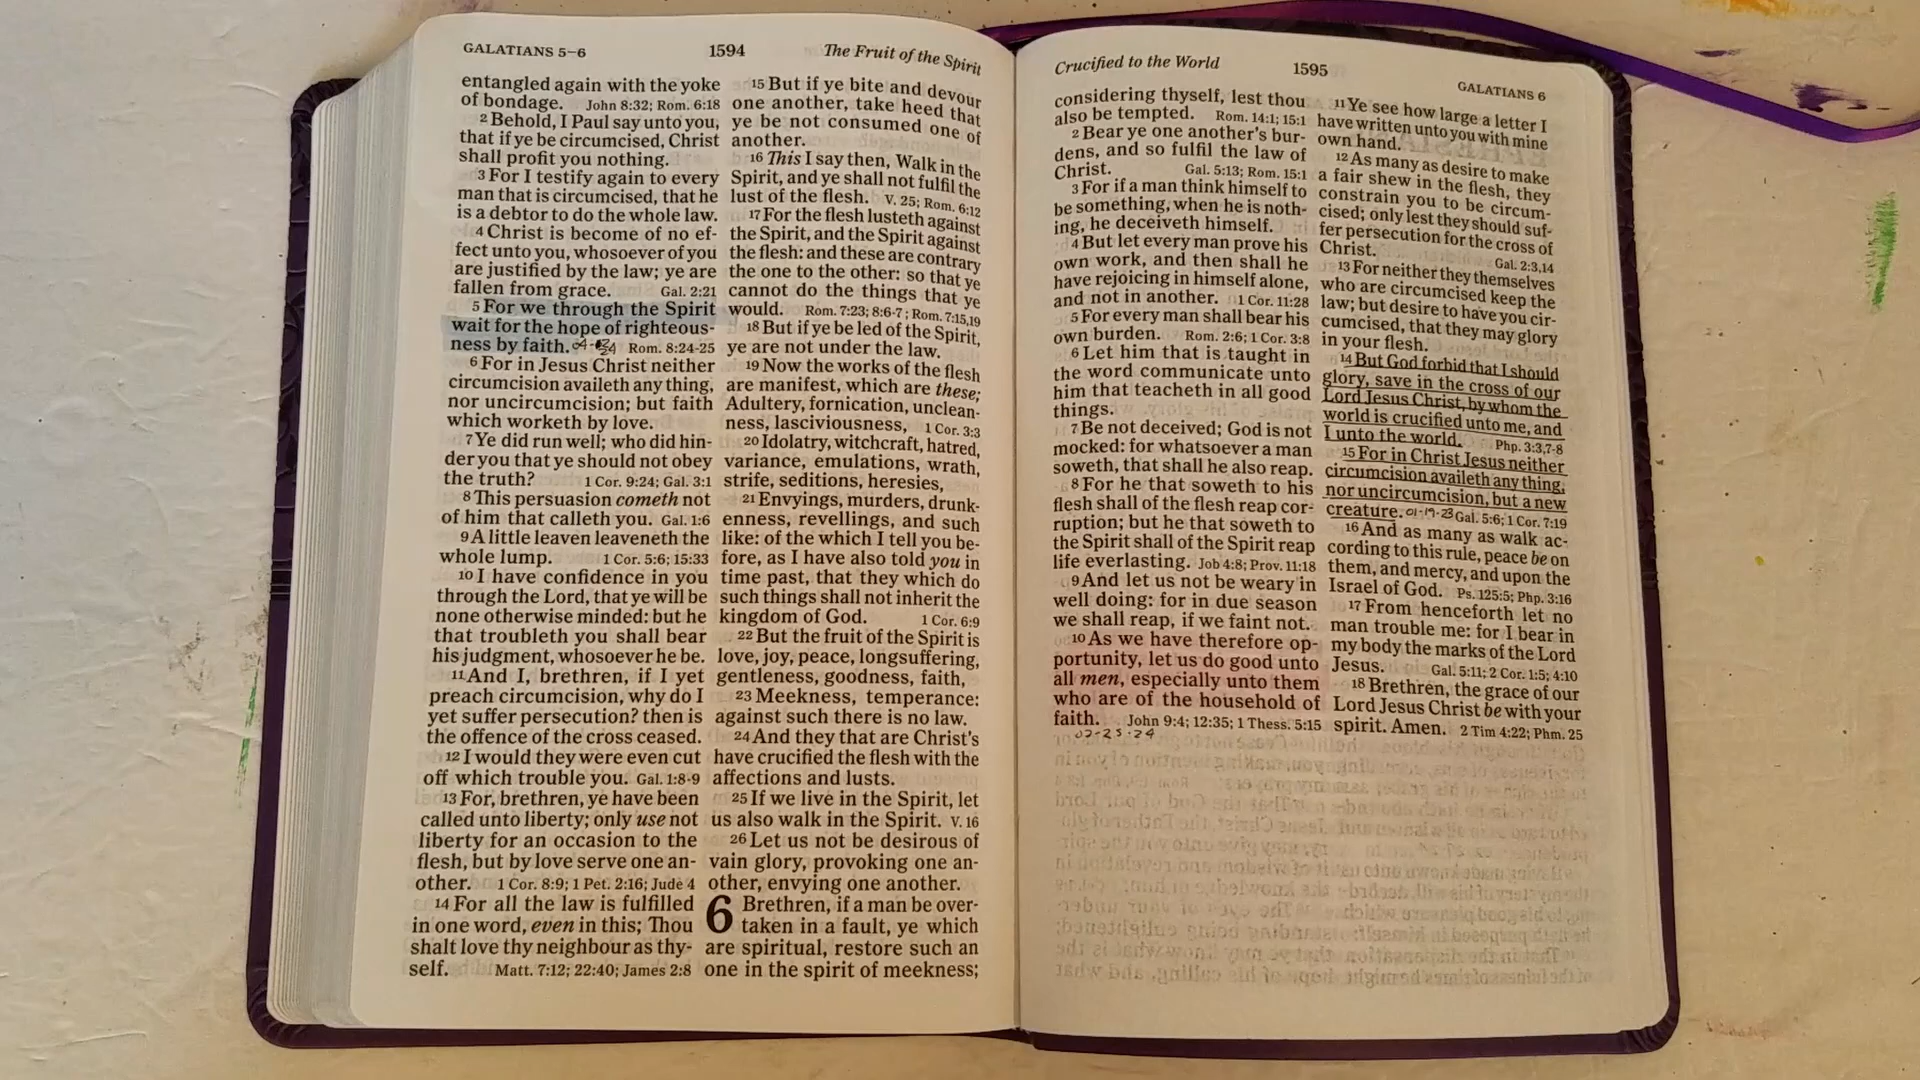 GALATIANS 5–6
1594
The Fruit of the Spirit
entangled again with the yoke
of bondage. John 8:32; Rom. 6:18
2 Behold, I Paul say unto you,
that if ye be circumcised, Christ
shall profit you nothing.
3 For I testify again to every
man that is circumcised, that he
is a debtor to do the whole law.
4 Christ is become of no ef-
fect unto you, whosoever of you
are justified by the law; ye are
fallen from grace. Gal. 2:21
5 For we through the Spirit
wait for the hope of righteous-
ness by faith. Rom. 8:24-25
6 For in Jesus Christ neither
circumcision availeth any thing,
nor uncircumcision; but faith
which worketh by love.
7 Ye did run well; who did hin-
der you that ye should not obey
the truth? 1 Cor. 9:24; Gal. 3:1
8 This persuasion cometh not
of him that calleth you. Gal. 1:6
9 A little leaven leaveneth the
whole lump. 1 Cor. 5:6; 15:33
10 I have confidence in you
through the Lord, that ye will be
none otherwise minded: but he
that troubleth you shall bear
his judgment, whosoever he be.
11 And I, brethren, if I yet
preach circumcision, why do I
yet suffer persecution? then is
the offence of the cross ceased.
12 I would they were even cut
off which trouble you. Gal. 1:8-9
13 For, brethren, ye have been
called unto liberty; only use not
liberty for an occasion to the
flesh, but by love serve one an-
other. 1 Cor. 8:9; 1 Pet. 2:16; Jude 4
14 For all the law is fulfilled
in one word, even in this; Thou
shalt love thy neighbour as thy-
self. Matt. 7:12; 22:40; James 2:8
15 But if ye bite and devour
one another, take heed that
ye be not consumed one of
another.
16 This I say then, Walk in the
Spirit, and ye shall not fulfil the
lust of the flesh. V. 25; Rom. 6:12
17 For the flesh lusteth against
the Spirit, and the Spirit against
the flesh: and these are contrary
the one to the other: so that ye
cannot do the things that ye
would. Rom. 7:23; 8:6-7; Rom. 7:15,19
18 But if ye be led of the Spirit,
ye are not under the law.
19 Now the works of the flesh
are manifest, which are these;
Adultery, fornication, unclean-
ness, lasciviousness, 1 Cor. 3:3
20 Idolatry, witchcraft, hatred,
variance, emulations, wrath,
strife, seditions, heresies,
21 Envyings, murders, drunk-
enness, revellings, and such
like: of the which I tell you be-
fore, as I have also told you in
time past, that they which do
such things shall not inherit the
kingdom of God. 1 Cor. 6:9
22 But the fruit of the Spirit is
love, joy, peace, longsuffering,
gentleness, goodness, faith,
23 Meekness, temperance:
against such there is no law.
24 And they that are Christ's
have crucified the flesh with the
affections and lusts.
25 If we live in the Spirit, let
us also walk in the Spirit. V. 16
26 Let us not be desirous of
vain glory, provoking one an-
other, envying one another.
6 Brethren, if a man be over-
taken in a fault, ye which
are spiritual, restore such an
one in the spirit of meekness;
Crucified to the World
1595
GALATIANS 6
considering thyself, lest thou
also be tempted. Rom. 14:1; 15:1
2 Bear ye one another's bur-
dens, and so fulfil the law of
Christ. Gal. 5:13; Rom. 15:1
3 For if a man think himself to
be something, when he is noth-
ing, he deceiveth himself.
4 But let every man prove his
own work, and then shall he
have rejoicing in himself alone,
and not in another. 1 Cor. 11:28
5 For every man shall bear his
own burden. Rom. 2:6; 1 Cor. 3:8
6 Let him that is taught in
the word communicate unto
him that teacheth in all good
things.
7 Be not deceived; God is not
mocked: for whatsoever a man
soweth, that shall he also reap.
8 For he that soweth to his
flesh shall of the flesh reap cor-
ruption; but he that soweth to
the Spirit shall of the Spirit reap
life everlasting. Job 4:8; Prov. 11:18
9 And let us not be weary in
well doing: for in due season
we shall reap, if we faint not.
10 As we have therefore op-
portunity, let us do good unto
all men, especially unto them
who are of the household of
faith. John 9:4; 12:35; 1 Thess. 5:15
02-25-24
11 Ye see how large a letter I
have written unto you with mine
own hand.
12 As many as desire to make
a fair shew in the flesh, they
constrain you to be circum-
cised; only lest they should suf-
fer persecution for the cross of
Christ. Gal. 2:3,14
13 For neither they themselves
who are circumcised keep the
law; but desire to have you cir-
cumcised, that they may glory
in your flesh.
14 But God forbid that I should
glory, save in the cross of our
Lord Jesus Christ, by whom the
world is crucified unto me, and
I unto the world. Php. 3:3,7-8
15 For in Christ Jesus neither
circumcision availeth any thing,
nor uncircumcision, but a new
creature. 01-19-23 Gal. 5:6; 1 Cor. 7:19
16 And as many as walk ac-
cording to this rule, peace be on
them, and mercy, and upon the
Israel of God. Ps. 125:5; Php. 3:16
17 From henceforth let no
man trouble me: for I bear in
my body the marks of the Lord
Jesus. Gal. 5:11; 2 Cor. 1:5; 4:10
18 Brethren, the grace of our
Lord Jesus Christ be with your
spirit. Amen. 2 Tim 4:22; Phm. 25